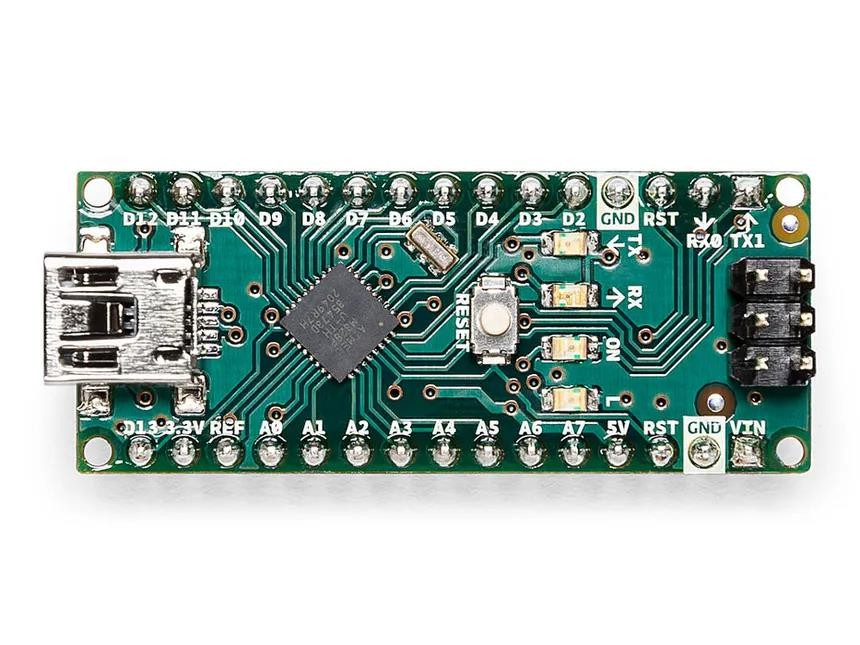 D12 D11 D10 D9 D8 D7 D6 D5 D4 D3 D2 GND RST RX0 TX1
TX
RX
RESET
ON
L
D13 3.3V REF A0 A1 A2 A3 A4 A5 A6 A7 5V RST GND VIN